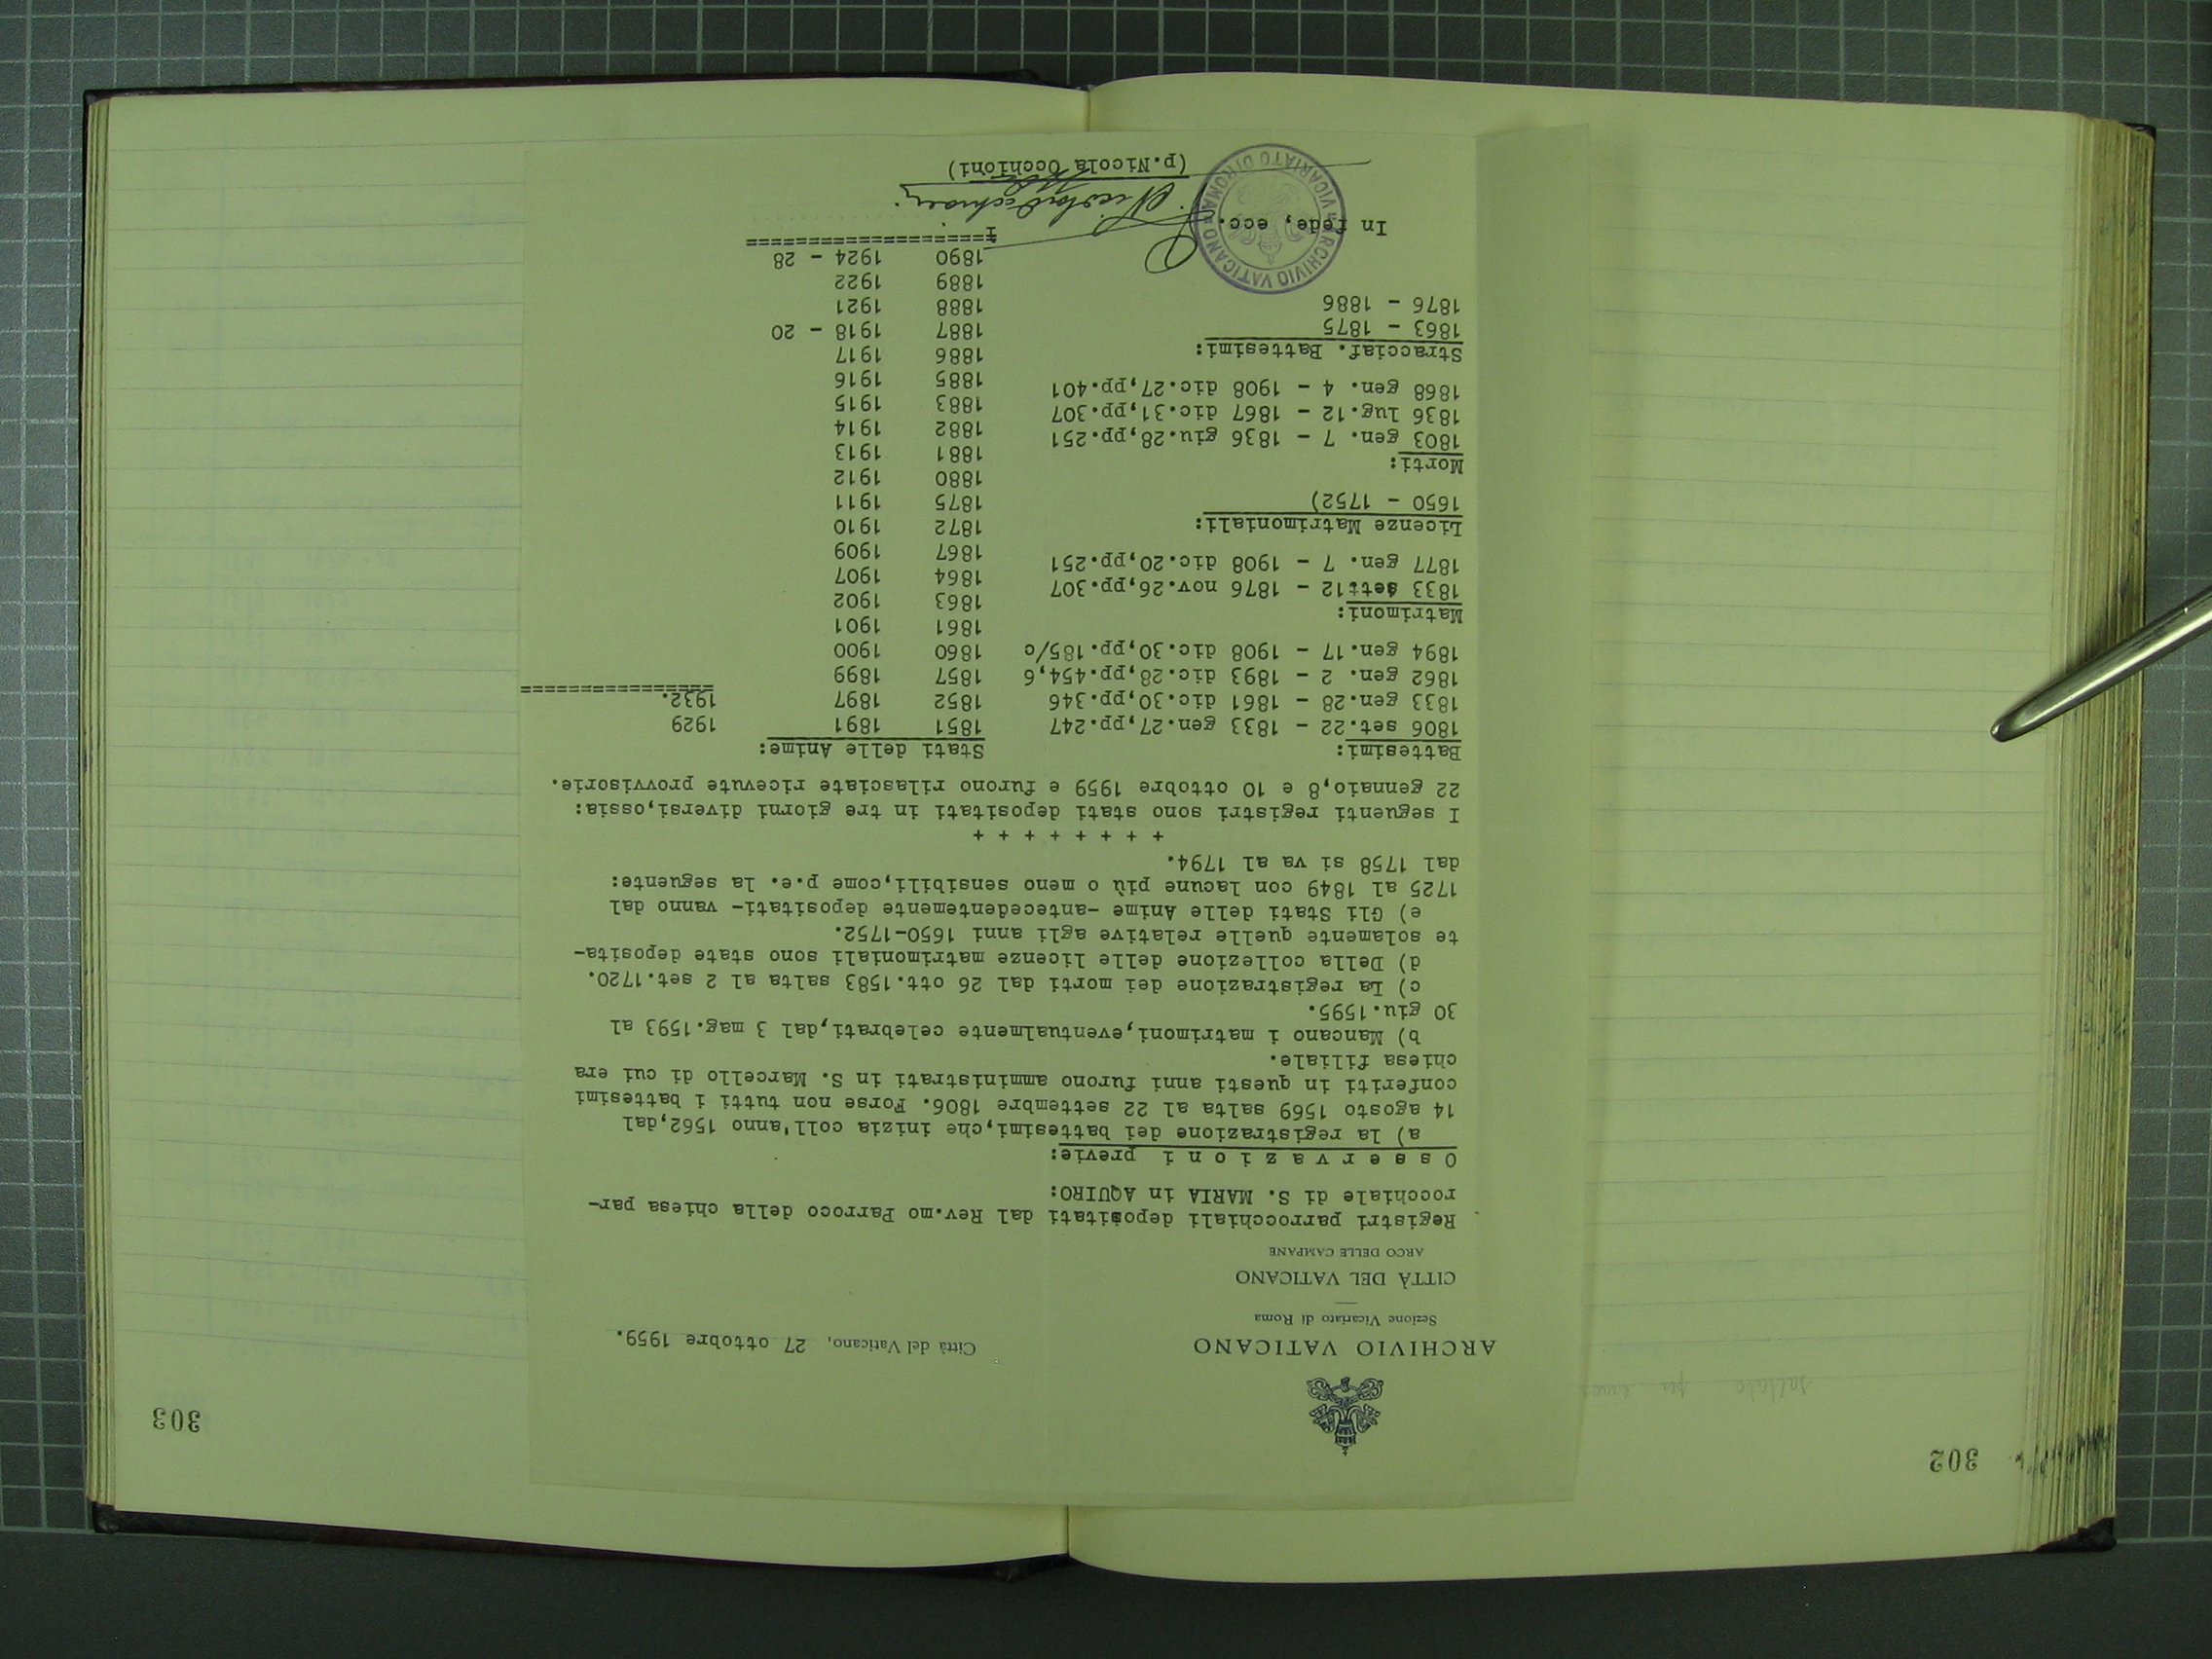 302
303
ARCHIVIO VATICANO
Sezione Vicariato di Roma
CITTÀ DEL VATICANO
ARCO DELLE CAMPANE
Città del Vaticano, 27 ottobre 1959.
Registri parrocchiali depositati dal Rev.mo Parroco della chiesa par-
rocchiale di S. MARIA in AQUIRO:
O s s e r v a z i o n i previe:
a) la registrazione dei battesimi,che inizia coll'anno 1562,dal
14 agosto 1569 salta al 22 settembre 1806. Forse non tutti i battesimi
conferiti in questi anni furono amministrati in S. Marcello di cui era
chiesa filiale.
b) Mancano i matrimoni,eventualmente celebrati,dal 3 mag.1593 al
30 giu.1595.
c) La registrazione dei morti dal 26 ott.1583 salta al 2 set.1720.
d) Della collezione delle licenze matrimoniali sono state deposita-
te solamente quelle relative agli anni 1650-1752.
e) Gli Stati delle Anime -antecedentemente depositati- vanno dal
1725 al 1849 con lacune più o meno sensibili,come p.e. la seguente:
dal 1758 si va al 1794.
+ + + + + + + +
I seguenti registri sono stati depositati in tre giorni diversi,ossia:
22 gennaio,8 e 10 ottobre 1959 e furono rilasciate ricevute provvisorie.
Battesimi:
1806 set.22 - 1833 gen.27,pp.247
1833 gen.28 - 1861 dic.30,pp.346
1862 gen. 2 - 1893 dic.28,pp.454,6
1894 gen.17 - 1908 dic.30,pp.185/c
Matrimoni:
1833 set.12 - 1876 nov.26,pp.307
1877 gen. 7 - 1908 dic.20,pp.251
Licenze Matrimoniali:
1650 - 1752)
Morti:
1803 gen. 7 - 1836 giu.28,pp.251
1836 lug.12 - 1867 dic.31,pp.307
1868 gen. 4 - 1908 dic.27,pp.401
Stracciaf. Battesimi:
1863 - 1875
1876 - 1886
Stati delle Anime:
1851 1891 1929
1852 1897 1932.
1857 1899
1860 1900
1861 1901
1863 1902
1864 1907
1867 1909
1872 1910
1875 1911
1880 1912
1881 1913
1882 1914
1883 1915
1885 1916
1886 1917
1887 1918 - 20
1888 1921
1889 1922
1890 1924 - 28
In fede, ecc.
ARCHIVIO VATICANO
VICARIATO DI ROMA
P. Nicola Occhioni
(p.Nicola Occhioni)